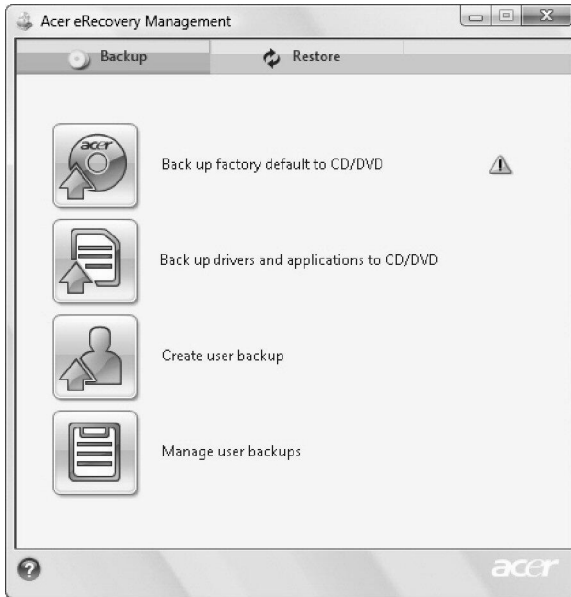 Acer eRecovery Management
Backup
Restore
acer
Back up factory default to CD/DVD
Back up drivers and applications to CD/DVD
Create user backup
Manage user backups
?
acer